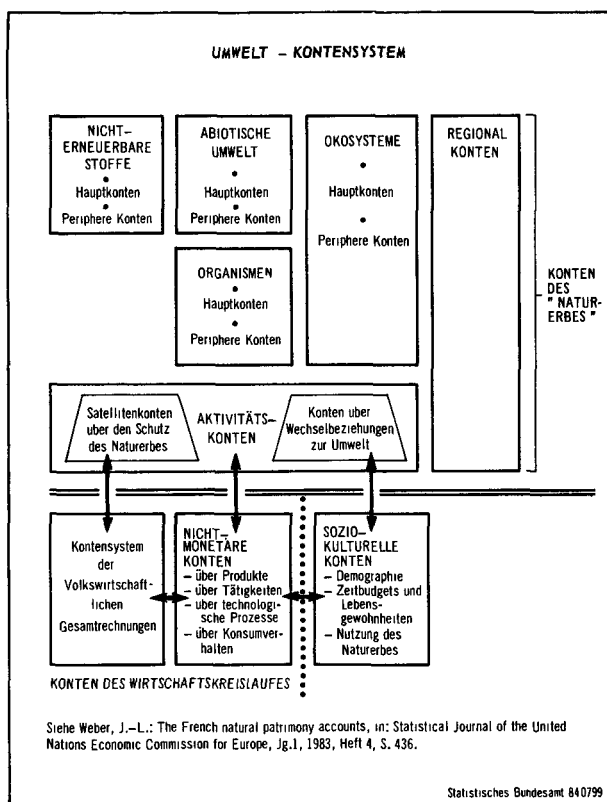 UMWELT – KONTENSYSTEM
NICHT–
ERNEUERBARE
STOFFE
•
Hauptkonten
•
Periphere Konten
ABIOTISCHE
UMWELT
•
Hauptkonten
•
Periphere Konten
OKOSYSTEME
•
Hauptkonten
•
Periphere Konten
REGIONAL
KONTEN
ORGANISMEN
•
Hauptkonten
•
Periphere Konten
KONTEN
DES
" NATUR-
ERBES "
Satellitenkonten
uber den Schutz
des Naturerbes
AKTIVITÄTS-
KONTEN
Konten uber
Wechselbeziehungen
zur Umwelt
Kontensystem
der
Volkswirtschaft-
lichen
Gesamtrechnungen
NICHT-
MONETÄRE
KONTEN
– über Produkte
– über Tätigkeiten
– uber technologi-
sche Prozesse
– über Konsumver-
halten
SOZIO-
KULTURELLE
KONTEN
– Demographie
– Zeitbudgets und
Lebens-
gewohnheiten
– Nutzung des
Naturerbes
KONTEN DES WIRTSCHAFTSKREISLAUFES
Siehe Weber, J.–L.: The French natural patrimony accounts, in: Statistical Journal of the United
Nations Economic Commission for Europe, Jg.1, 1983, Heft 4, S. 436.
Statistisches Bundesamt 840799